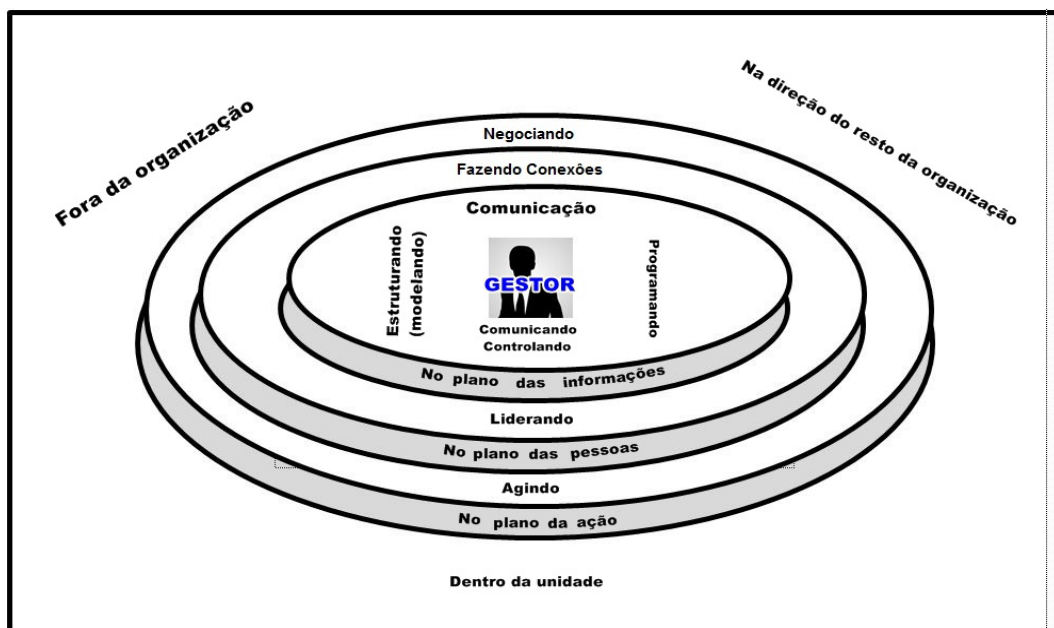 Fora da organização
Na direção do resto da organização
Negociando
Fazendo Conexões
Comunicação
Estruturando
(modelando)
GESTOR
Programando
Comunicando
Controlando
No plano das informações
Liderando
No plano das pessoas
Agindo
No plano da ação
Dentro da unidade